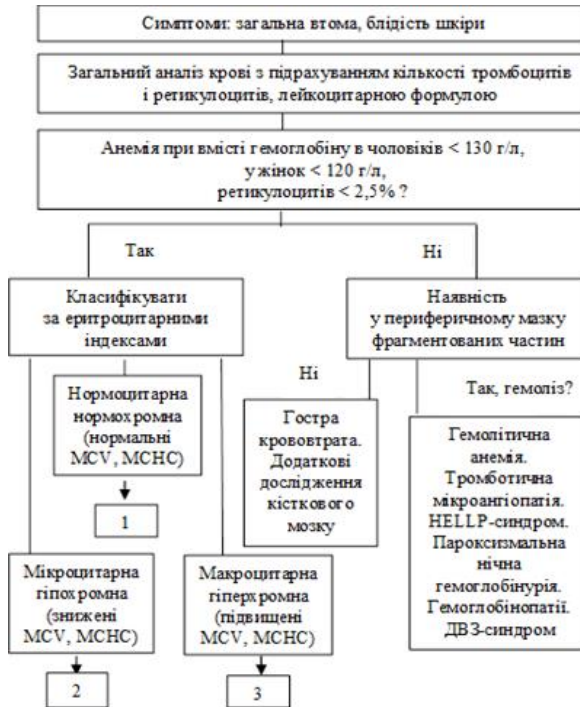 Симптоми: загальна втома, блідість шкіри
Загальний аналіз крові з підрахуванням кількості тромбоцитів
і ретикулоцитів, лейкоцитарною формулою
Анемія при вмісті гемоглобіну в чоловіків < 130 г/л,
у жінок < 120 г/л,
ретикулоцитів < 2,5% ?
Так
Ні
Класифікувати
за еритроцитарними
індексами
Наявність
у периферичному мазку
фрагментованих частин
Ні
Так, гемоліз?
Нормоцитарна
нормохромна
(нормальні
MCV, MCHC)
1
Гостра
крововтрата.
Додаткові
дослідження
кісткового
мозку
Гемолітична
анемія.
Тромботична
мікроангіопатія.
HELLP-синдром.
Пароксизмальна
нічна
гемоглобінурія.
Гемоглобінопатії.
ДВЗ-синдром
Мікроцитарна
гіпохромна
(знижені
MCV, MCHC)
2
Макроцитарна
гіперхромна
(підвищені
MCV, MCHC)
3